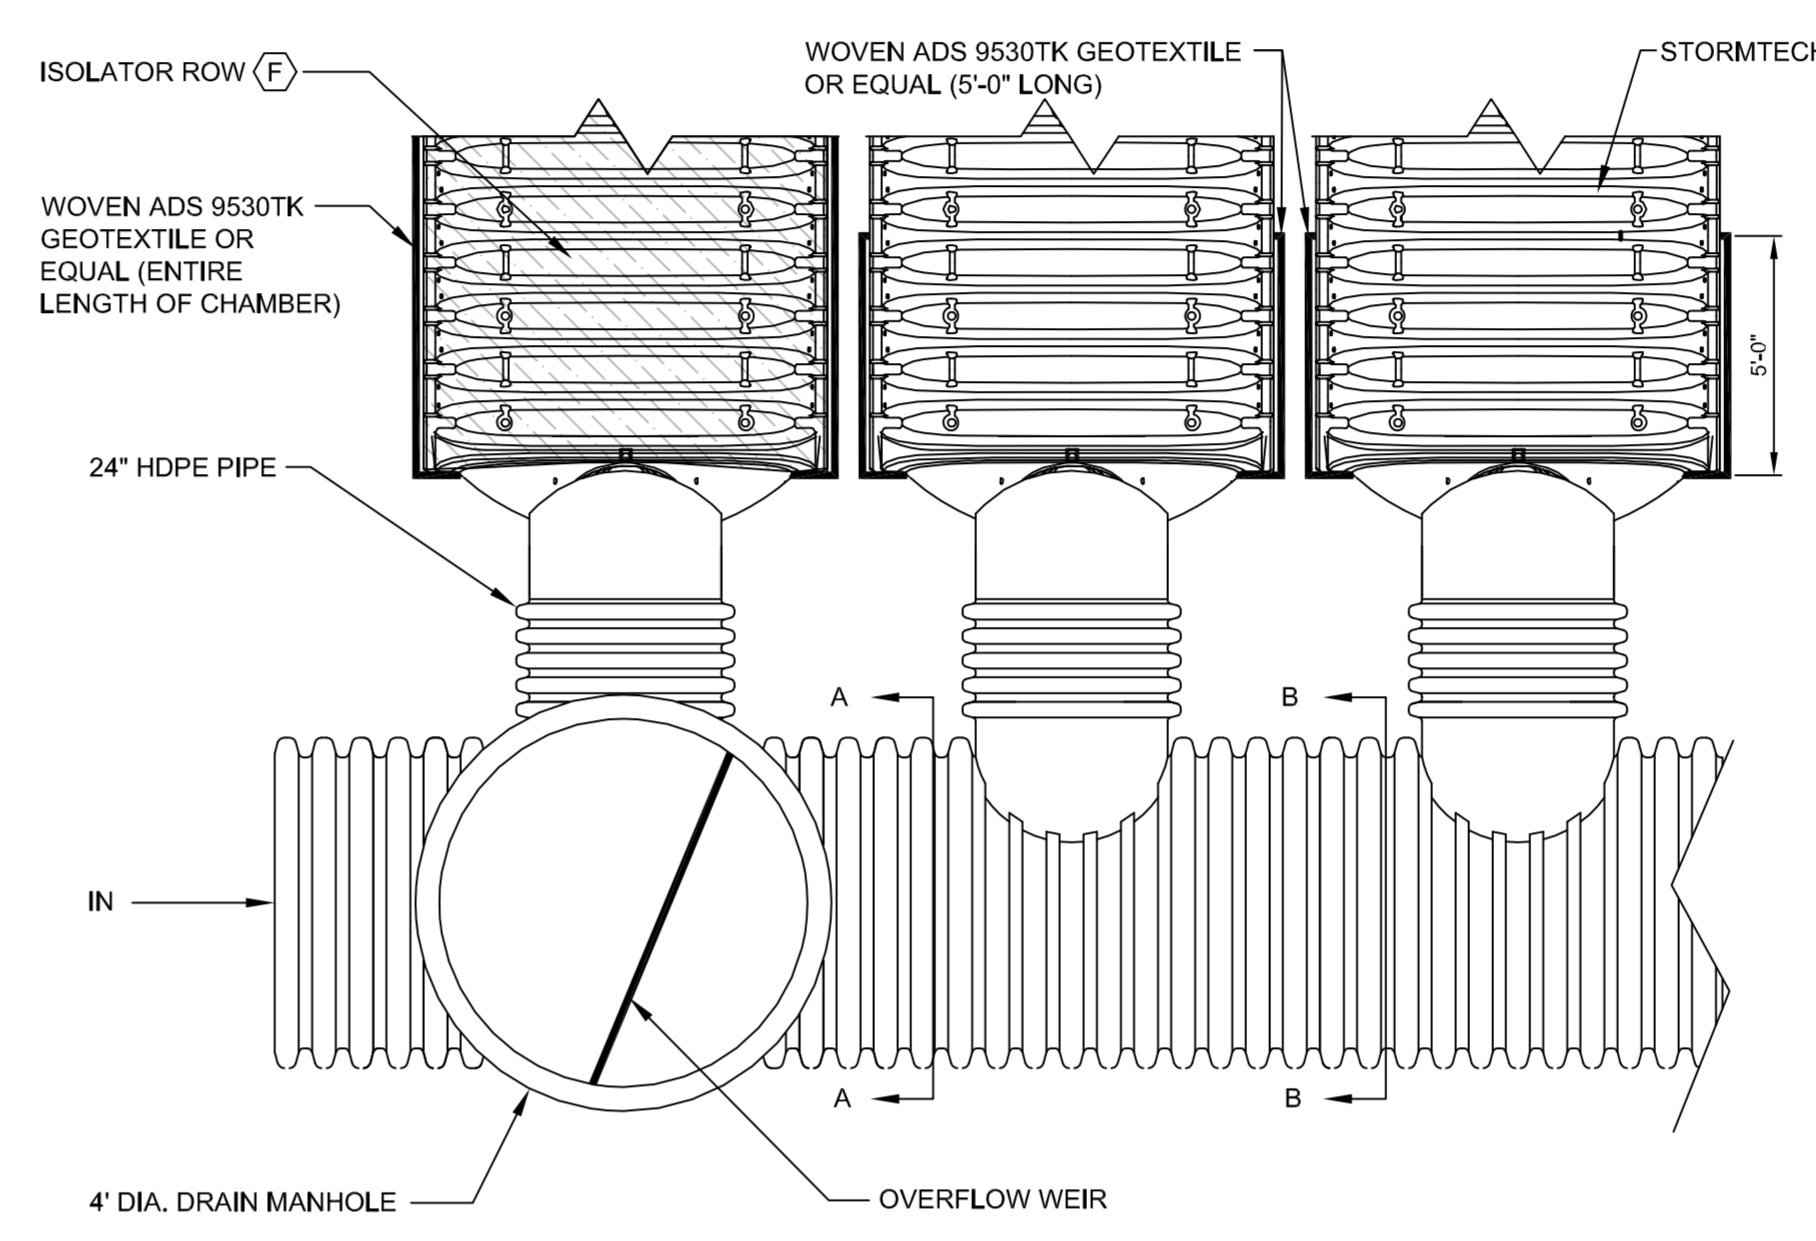 ISOLATOR ROW F
WOVEN ADS 9530TK GEOTEXTILE
OR EQUAL (5'-0" LONG)
STORMTECH
WOVEN ADS 9530TK
GEOTEXTILE OR
EQUAL (ENTIRE
LENGTH OF CHAMBER)
5'-0"
24" HDPE PIPE
A
B
IN
A
B
4' DIA. DRAIN MANHOLE
OVERFLOW WEIR